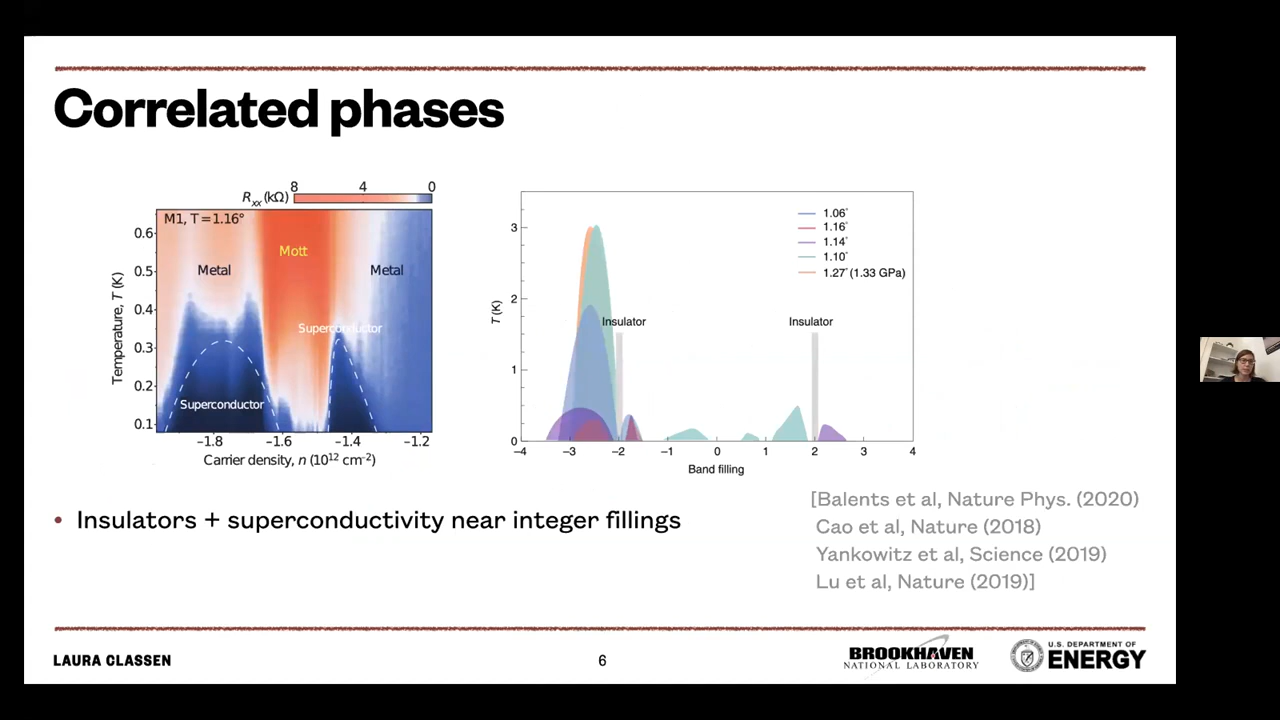 Correlated phases
R_xx (kΩ)
8 4 0
M1, T = 1.16°
Mott
Metal
Metal
Superconductor
Superconductor
Temperature, T (K)
0.6
0.5
0.4
0.3
0.2
0.1
−1.8 −1.6 −1.4 −1.2
Carrier density, n (10¹² cm⁻²)
1.06°
1.16°
1.14°
1.10°
1.27° (1.33 GPa)
Insulator
Insulator
T (K)
3
2
1
0
−4 −3 −2 −1 0 1 2 3 4
Band filling
• Insulators + superconductivity near integer fillings
[Balents et al, Nature Phys. (2020)
Cao et al, Nature (2018)
Yankowitz et al, Science (2019)
Lu et al, Nature (2019)]
LAURA CLASSEN
6
BROOKHAVEN
NATIONAL LABORATORY
U.S. DEPARTMENT OF
ENERGY